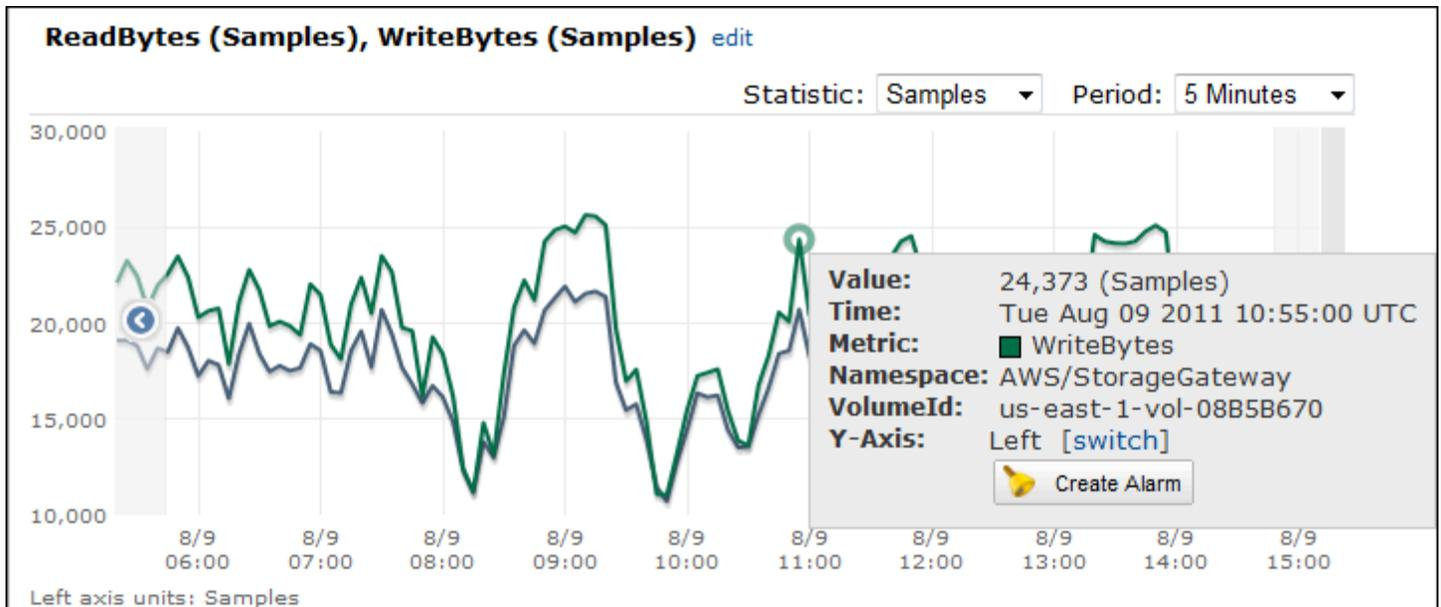 ReadBytes (Samples), WriteBytes (Samples) edit
Statistic: Samples Period: 5 Minutes
30,000
25,000
20,000
15,000
10,000
Value: 24,373 (Samples)
Time: Tue Aug 09 2011 10:55:00 UTC
Metric: WriteBytes
Namespace: AWS/StorageGateway
VolumeId: us-east-1-vol-08B5B670
Y-Axis: Left [switch]
Create Alarm
8/9 8/9 8/9 8/9 8/9 8/9 8/9 8/9 8/9 8/9
06:00 07:00 08:00 09:00 10:00 11:00 12:00 13:00 14:00 15:00
Left axis units: Samples